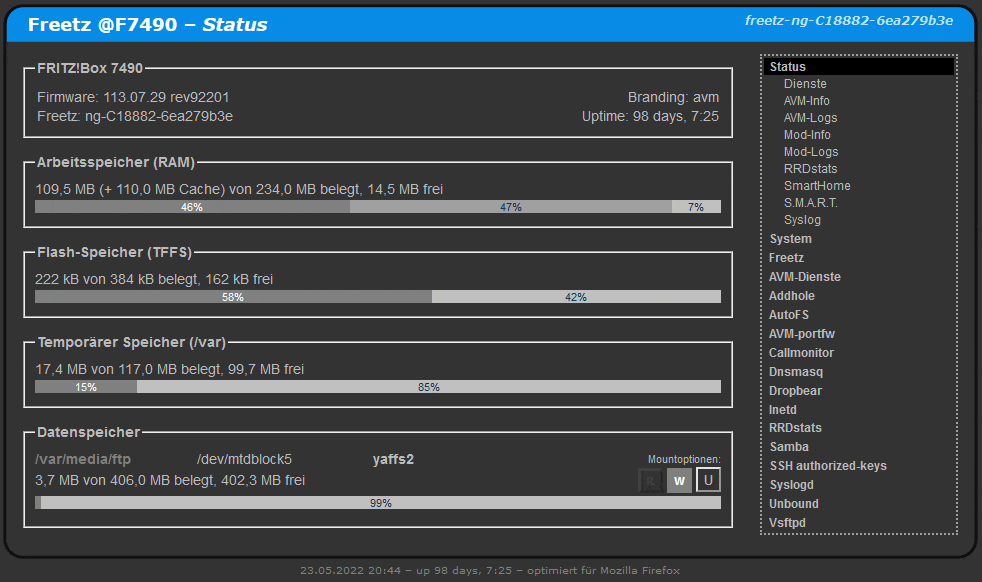 Freetz @F7490 – Status
freetz-ng-C18882-6ea279b3e
FRITZ!Box 7490
Firmware: 113.07.29 rev92201
Branding: avm
Freetz: ng-C18882-6ea279b3e
Uptime: 98 days, 7:25
Arbeitsspeicher (RAM)
109,5 MB (+ 110,0 MB Cache) von 234,0 MB belegt, 14,5 MB frei
46% 47% 7%
Flash-Speicher (TFFS)
222 kB von 384 kB belegt, 162 kB frei
58% 42%
Temporärer Speicher (/var)
17,4 MB von 117,0 MB belegt, 99,7 MB frei
15% 85%
Datenspeicher
/var/media/ftp /dev/mtdblock5 yaffs2
Mountoptionen:
3,7 MB von 406,0 MB belegt, 402,3 MB frei
R W U
99%
Status
Dienste
AVM-Info
AVM-Logs
Mod-Info
Mod-Logs
RRDstats
SmartHome
S.M.A.R.T.
Syslog
System
Freetz
AVM-Dienste
Addhole
AutoFS
AVM-portfw
Callmonitor
Dnsmasq
Dropbear
Inetd
RRDstats
Samba
SSH authorized-keys
Syslogd
Unbound
Vsftpd
23.05.2022 20:44 – up 98 days, 7:25 – optimiert für Mozilla Firefox